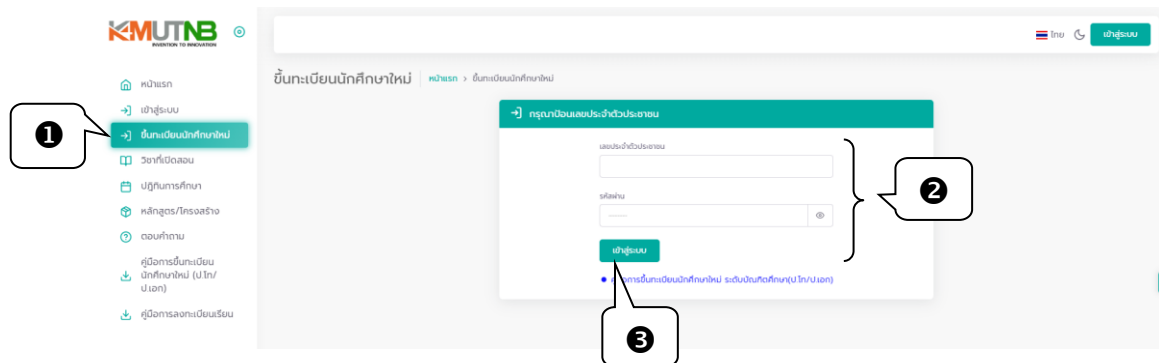 KMUTNB
INVENTION TO INNOVATION
ไทย
เข้าสู่ระบบ
ขึ้นทะเบียนนักศึกษาใหม่
หน้าแรก > ขึ้นทะเบียนนักศึกษาใหม่
หน้าแรก
เข้าสู่ระบบ
❶
ขึ้นทะเบียนนักศึกษาใหม่
วิชาที่เปิดสอน
ปฏิทินการศึกษา
หลักสูตร/โครงสร้าง
ตอบคำถาม
คู่มือการขึ้นทะเบียน
นักศึกษาใหม่ (ป.โท/
ป.เอก)
คู่มือการลงทะเบียนเรียน
กรุณาป้อนเลขประจำตัวประชาชน
เลขประจำตัวประชาชน
รหัสผ่าน
❷
เข้าสู่ระบบ
การขึ้นทะเบียนนักศึกษาใหม่ ระดับบัณฑิตศึกษา(ป.โท/ป.เอก)
❸